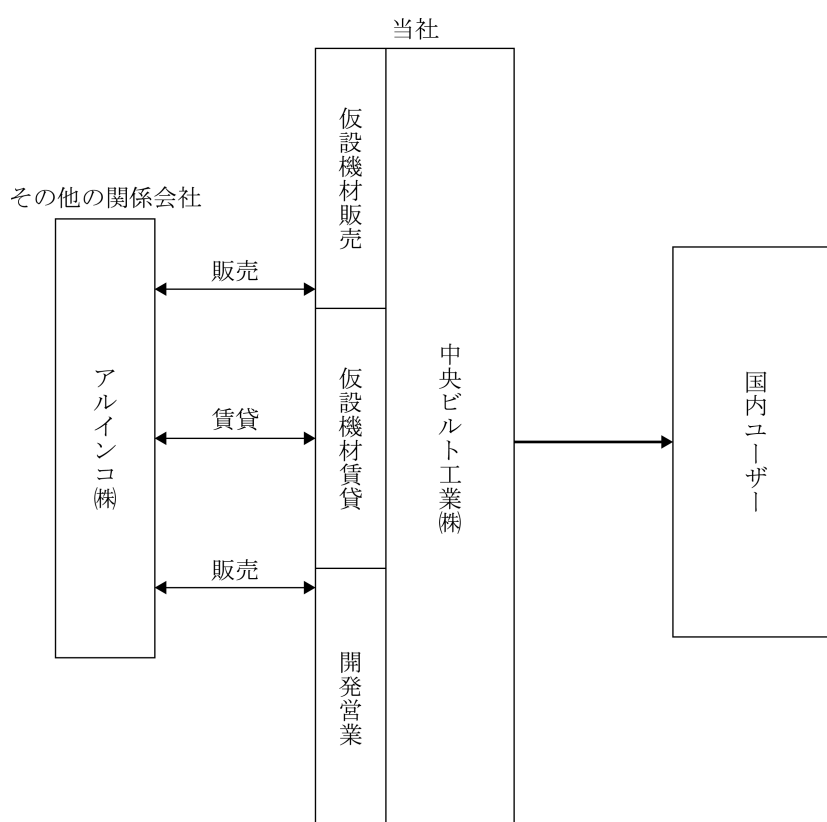 当社
その他の関係会社
アルインコ㈱
販売
賃貸
販売
仮設機材販売
仮設機材賃貸
開発営業
中央ビルト工業㈱
国内ユーザー